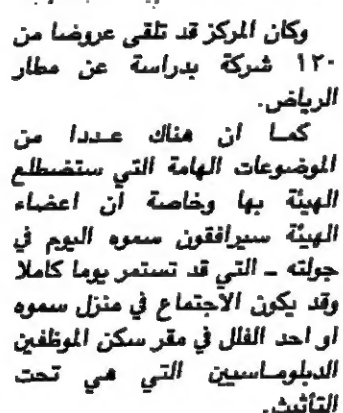 وكان المركز قد تلقى عروضا من
١٢٠ شركة بدراسة عن مطار
الرياض.
كما ان هناك عددا من
الموضوعات الهامة التي ستضطلع
الهيئة بها وخاصة أن اعضاء
الهيئة سيرافقون سموه اليوم في
جولته ـ التي قد تستمر يوما كاملا
وقد يكون الاجتماع في منزل سموه
او احد الفلل في مقر سكن الموظفين
الدبلوماسيين التي هي تحت
التأثيث.